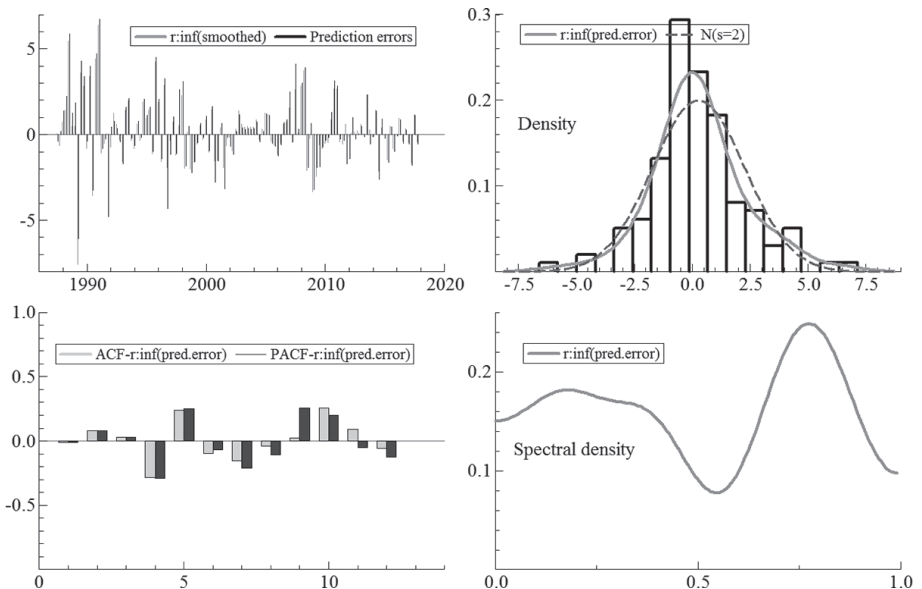 r:inf(smoothed) Prediction errors
5
0
-5
1990 2000 2010 2020
r:inf(pred.error) N(s=2)
0.3
0.2
0.1
Density
-7.5 -5.0 -2.5 0.0 2.5 5.0 7.5
ACF-r:inf(pred.error) PACF-r:inf(pred.error)
1.0
0.5
0.0
-0.5
-1.0
0 5 10
r:inf(pred.error)
0.2
Spectral density
0.1
0.0 0.5 1.0